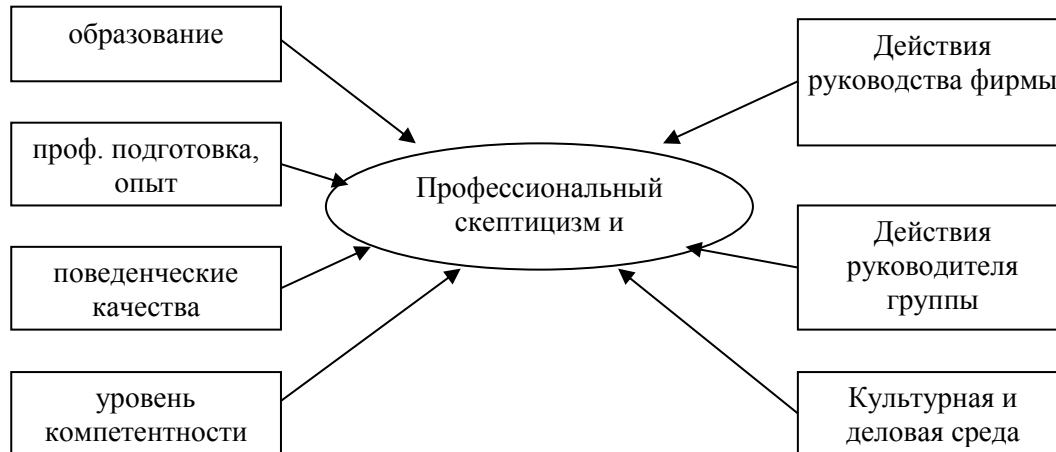 образование
проф. подготовка,
опыт
поведенческие
качества
уровень
компетентности
Профессиональный
скептицизм и
Действия
руководства фирмы
Действия
руководителя
группы
Культурная и
деловая среда